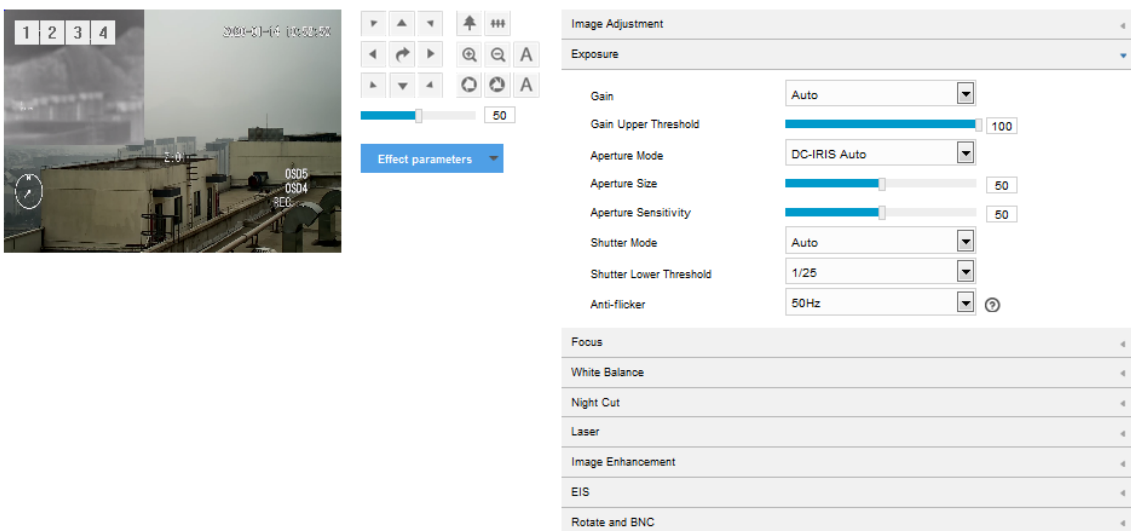 1 2 3 4
OSD5
OSD4
REC
A
A
50
Effect parameters
Image Adjustment
Exposure
Gain Auto
Gain Upper Threshold 100
Aperture Mode DC-IRIS Auto
Aperture Size 50
Aperture Sensitivity 50
Shutter Mode Auto
Shutter Lower Threshold 1/25
Anti-flicker 50Hz ?
Focus
White Balance
Night Cut
Laser
Image Enhancement
EIS
Rotate and BNC